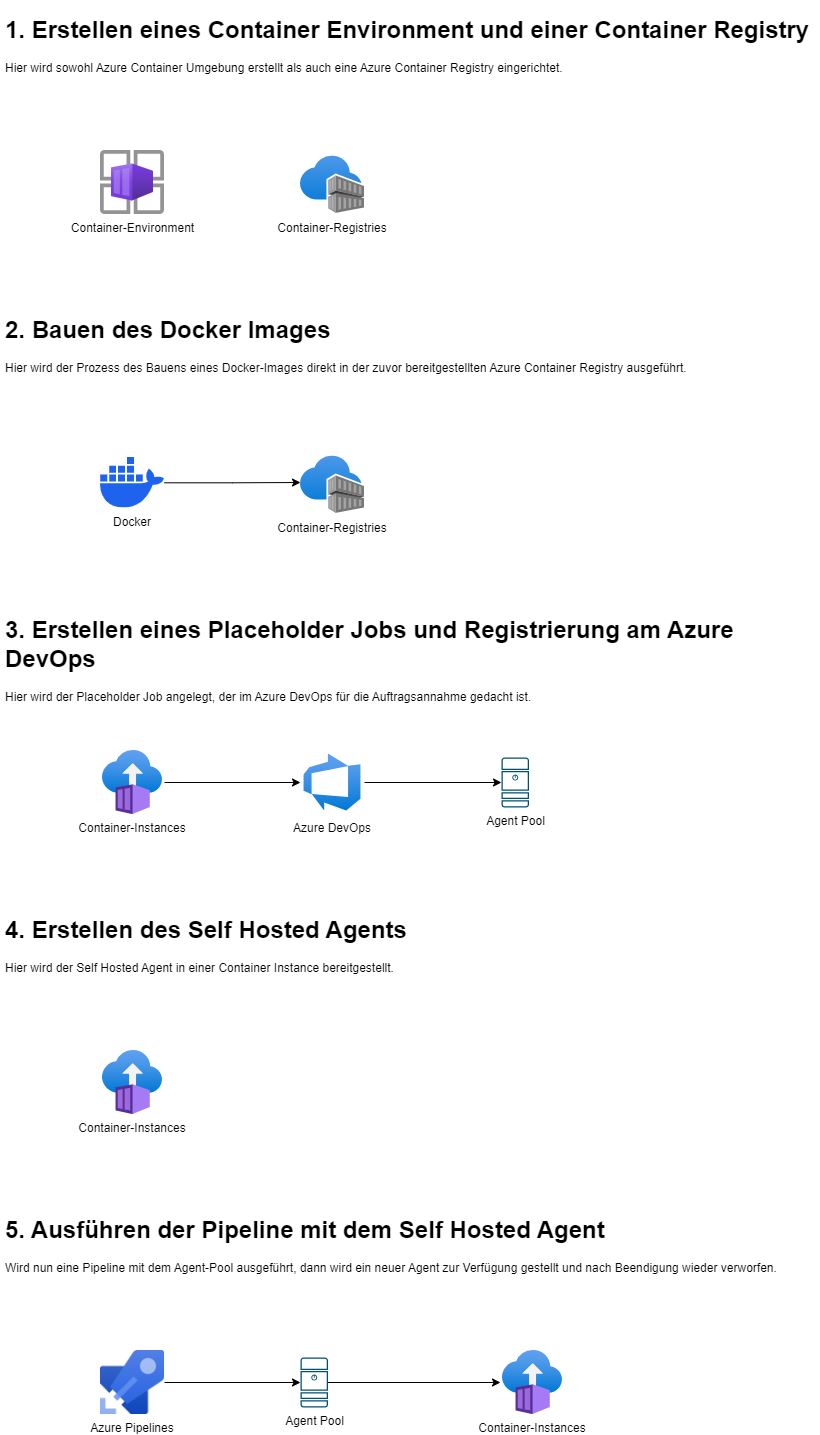 1. Erstellen eines Container Environment und einer Container Registry
Hier wird sowohl Azure Container Umgebung erstellt als auch eine Azure Container Registry eingerichtet.
Container-Environment
Container-Registries
2. Bauen des Docker Images
Hier wird der Prozess des Bauens eines Docker-Images direkt in der zuvor bereitgestellten Azure Container Registry ausgeführt.
Docker
Container-Registries
3. Erstellen eines Placeholder Jobs und Registrierung am Azure
DevOps
Hier wird der Placeholder Job angelegt, der im Azure DevOps für die Auftragsannahme gedacht ist.
Container-Instances
Azure DevOps
Agent Pool
4. Erstellen des Self Hosted Agents
Hier wird der Self Hosted Agent in einer Container Instance bereitgestellt.
Container-Instances
5. Ausführen der Pipeline mit dem Self Hosted Agent
Wird nun eine Pipeline mit dem Agent-Pool ausgeführt, dann wird ein neuer Agent zur Verfügung gestellt und nach Beendigung wieder verworfen.
Azure Pipelines
Agent Pool
Container-Instances